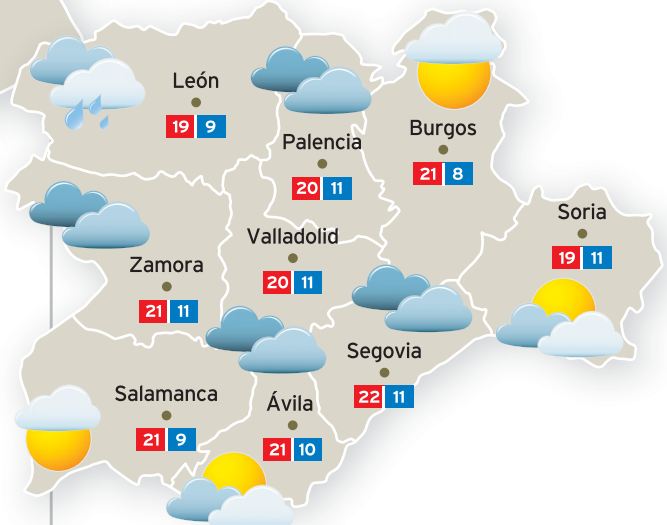 León
19 9
Palencia
20 11
Burgos
21 8
Soria
19 11
Valladolid
20 11
Zamora
21 11
Segovia
22 11
Salamanca
21 9
Ávila
21 10